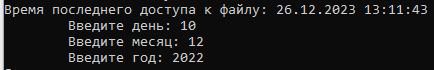 Время последнего доступа к файлу: 26.12.2023 13:11:43
Введите день: 10
Введите месяц: 12
Введите год: 2022